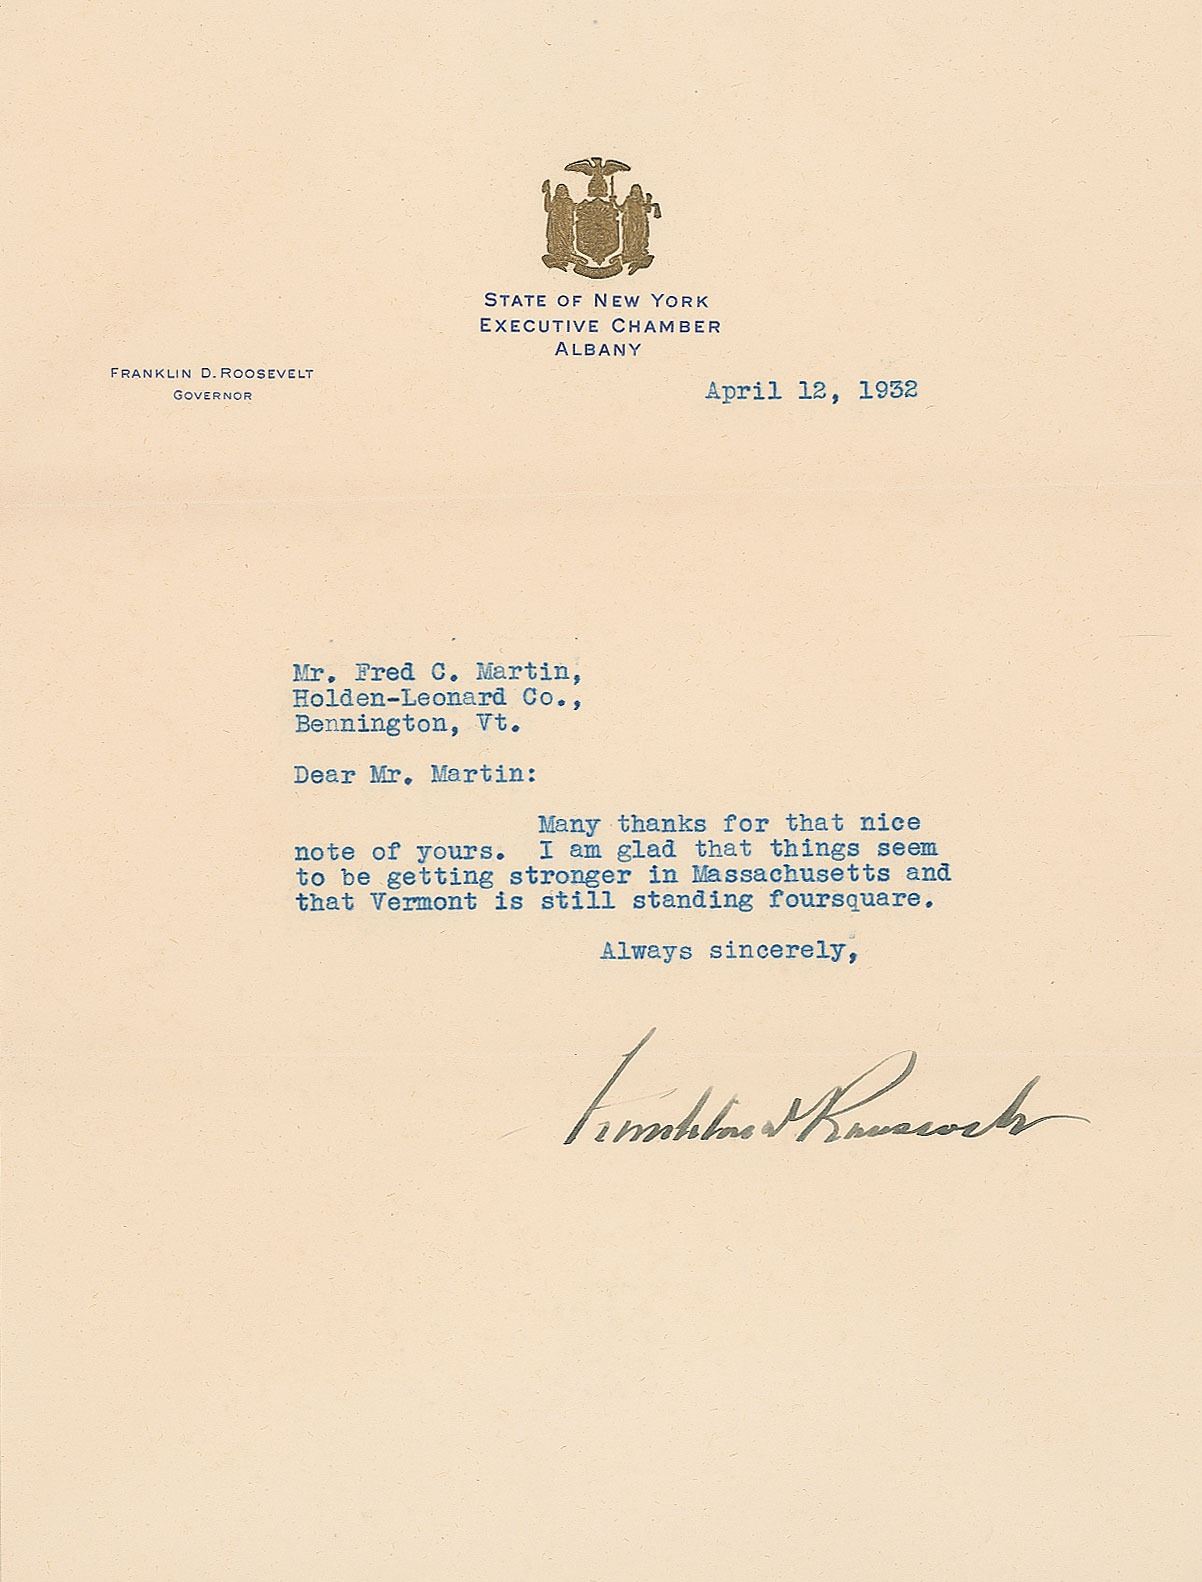 STATE OF NEW YORK
EXECUTIVE CHAMBER
ALBANY
FRANKLIN D. ROOSEVELT
GOVERNOR
April 12, 1932
Mr. Fred C. Martin,
Holden-Leonard Co.,
Bennington, Vt.
Dear Mr. Martin:
Many thanks for that nice
note of yours. I am glad that things seem
to be getting stronger in Massachusetts and
that Vermont is still standing foursquare.
Always sincerely,
Franklin D Roosevelt